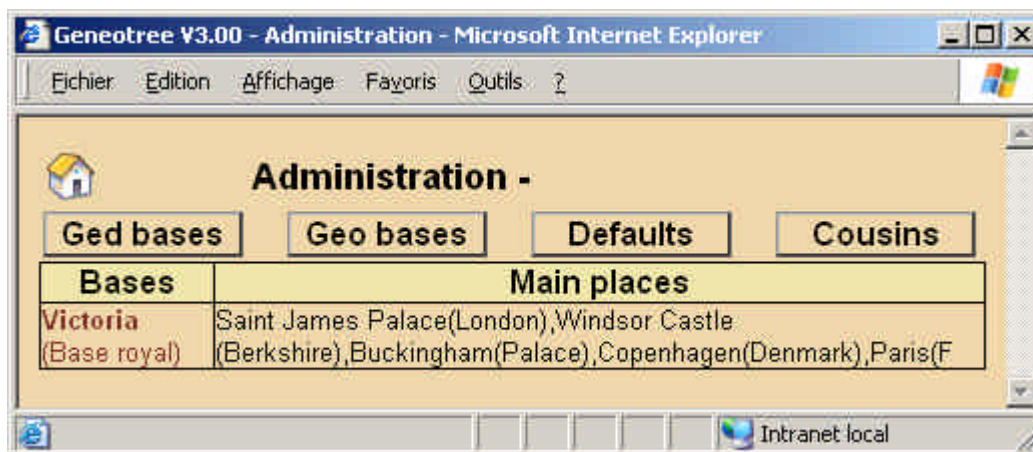 Geneotree V3.00 - Administration - Microsoft Internet Explorer
Fichier Edition Affichage Favoris Outils ?
Administration -
Ged bases Geo bases Defaults Cousins
Bases Main places
Victoria Saint James Palace(London),Windsor Castle
(Base royal) (Berkshire),Buckingham(Palace),Copenhagen(Denmark),Paris(F
Intranet local